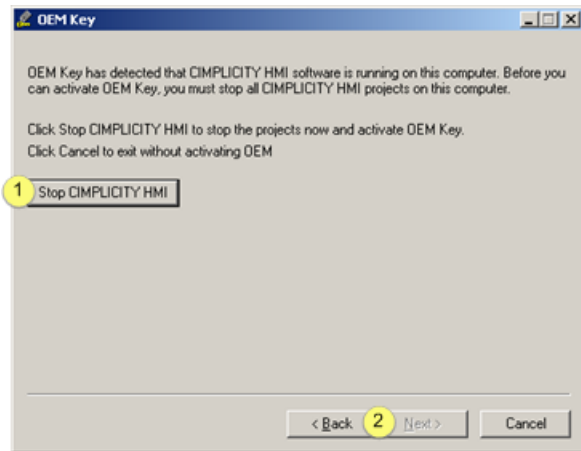 OEM Key
OEM Key has detected that CIMPLICITY HMI software is running on this computer. Before you
can activate OEM Key, you must stop all CIMPLICITY HMI projects on this computer.
Click Stop CIMPLICITY HMI to stop the projects now and activate OEM Key.
Click Cancel to exit without activating OEM
1 Stop CIMPLICITY HMI
< Back 2 Next > Cancel